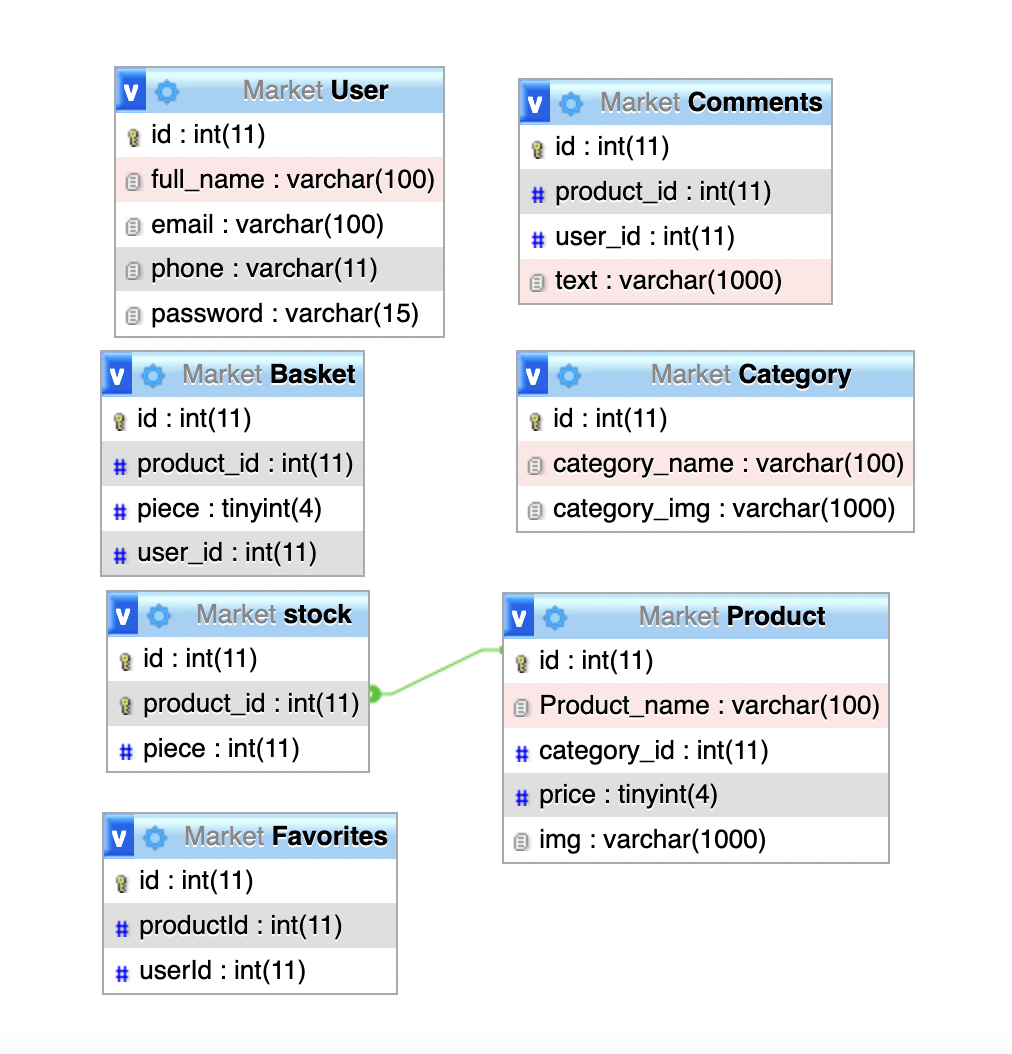 v Market User
id : int(11)
full_name : varchar(100)
email : varchar(100)
phone : varchar(11)
password : varchar(15)
v Market Comments
id : int(11)
# product_id : int(11)
# user_id : int(11)
text : varchar(1000)
v Market Basket
id : int(11)
# product_id : int(11)
# piece : tinyint(4)
# user_id : int(11)
v Market Category
id : int(11)
category_name : varchar(100)
category_img : varchar(1000)
v Market stock
id : int(11)
product_id : int(11)
# piece : int(11)
v Market Product
id : int(11)
Product_name : varchar(100)
# category_id : int(11)
# price : tinyint(4)
img : varchar(1000)
v Market Favorites
id : int(11)
# productId : int(11)
# userId : int(11)